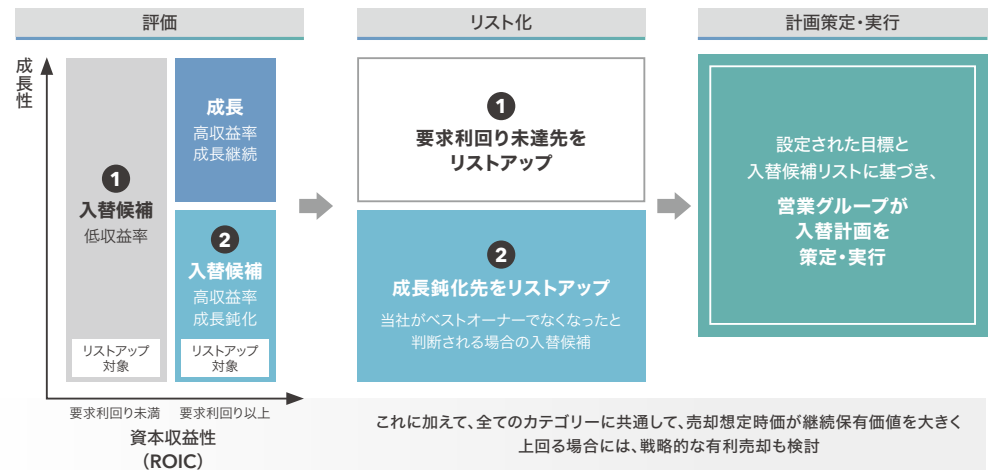 評価
成長性
1
入替候補
低収益率
リストアップ
対象
成長
高収益率
成長継続
2
入替候補
高収益率
成長鈍化
リストアップ
対象
要求利回り未満
要求利回り以上
資本収益性
（ROIC）
リスト化
1
要求利回り未達先を
リストアップ
2
成長鈍化先をリストアップ
当社がベストオーナーでなくなったと
判断される場合の入替候補
計画策定・実行
設定された目標と
入替候補リストに基づき、
営業グループが
入替計画を
策定・実行
これに加えて、全てのカテゴリーに共通して、売却想定時価が継続保有価値を大きく
上回る場合には、戦略的な有利売却も検討